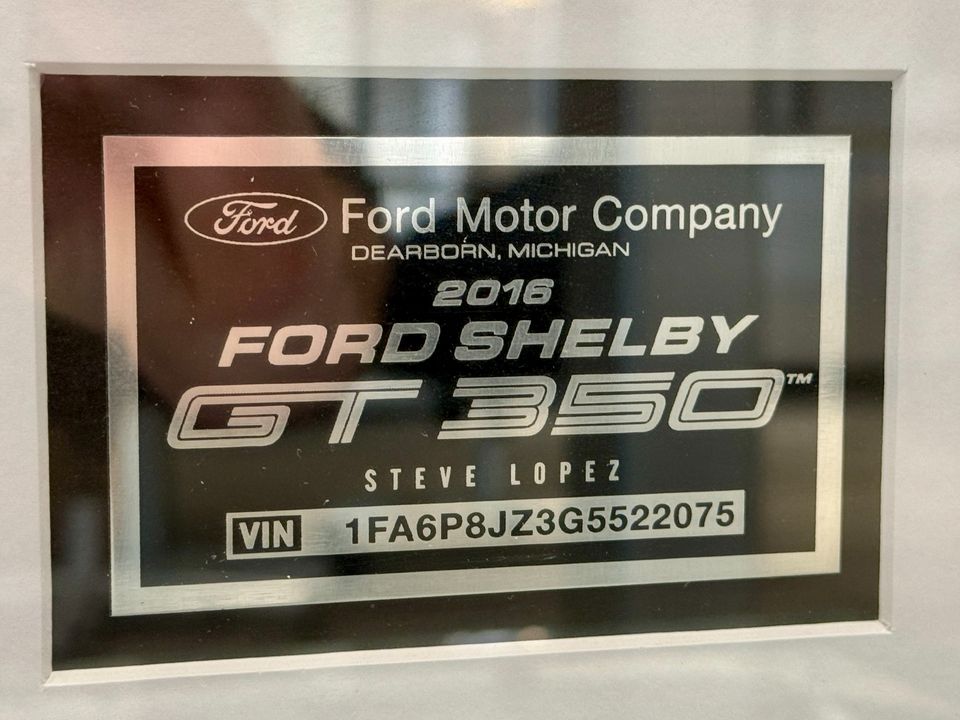 Ford Ford Motor Company
DEARBORN, MICHIGAN
2016
FORD SHELBY
GT 350™
STEVE LOPEZ
VIN 1FA6P8JZ3G5522075